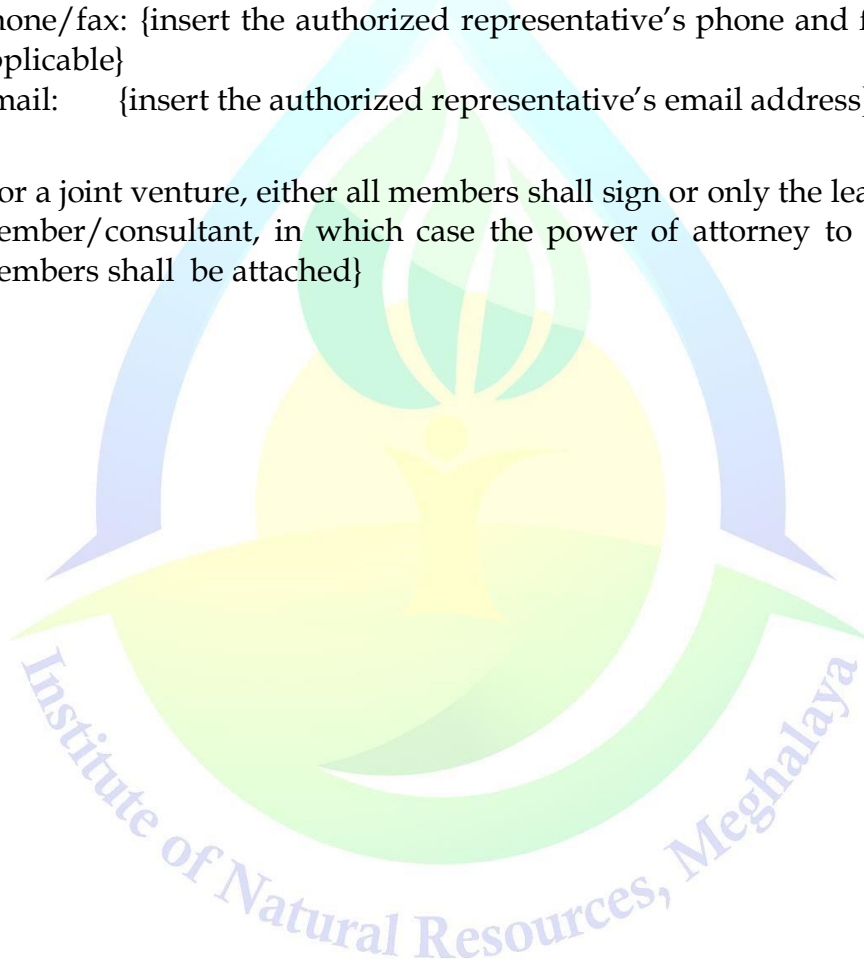 hone/fax: {insert the authorized representative's phone and f
pplicable}
mail: {insert the authorized representative's email address}
or a joint venture, either all members shall sign or only the lea
ember/consultant, in which case the power of attorney to
embers shall be attached}
Institute of Natural Resources, Meghalaya